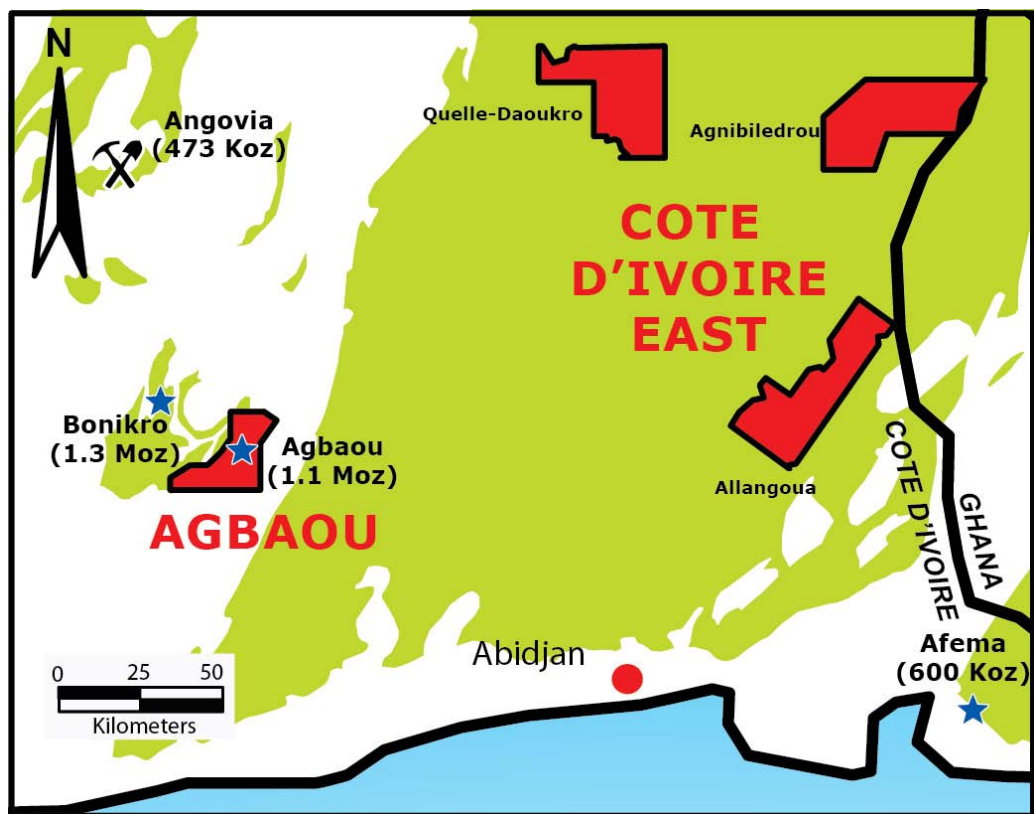 N
Angovia
(473 Koz)
Quelle-Daoukro
Agnibiledrou
COTE
D'IVOIRE
EAST
Bonikro
(1.3 Moz)
Agbaou
(1.1 Moz)
AGBAOU
Allangoua
COTE D'IVOIRE
GHANA
Abidjan
Afema
(600 Koz)
0 25 50
Kilometers